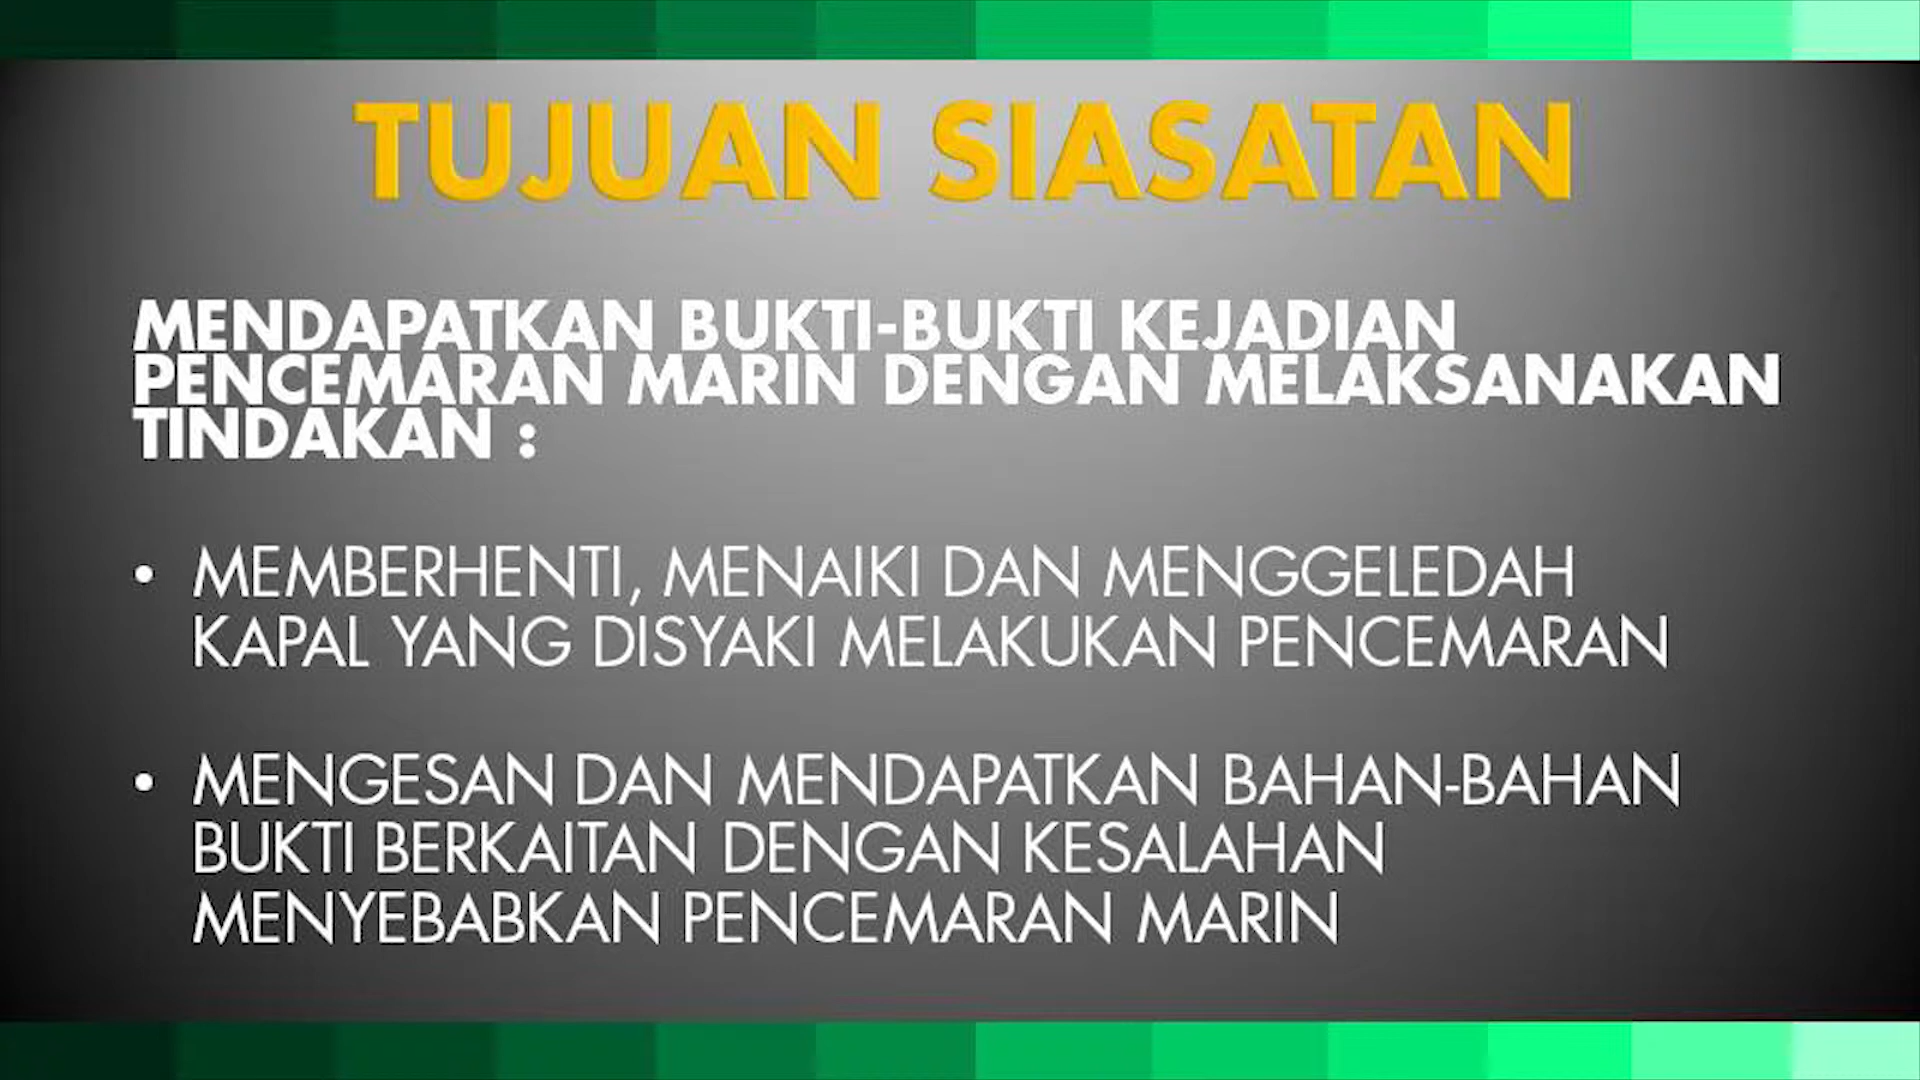 TUJUAN SIASATAN
MENDAPATKAN BUKTI-BUKTI KEJADIAN
PENCEMARAN MARIN DENGAN MELAKSANAKAN
TINDAKAN :
• MEMBERHENTI, MENAIKI DAN MENGGELEDAH
KAPAL YANG DISYAKI MELAKUKAN PENCEMARAN
• MENGESAN DAN MENDAPATKAN BAHAN-BAHAN
BUKTI BERKAITAN DENGAN KESALAHAN
MENYEBABKAN PENCEMARAN MARIN